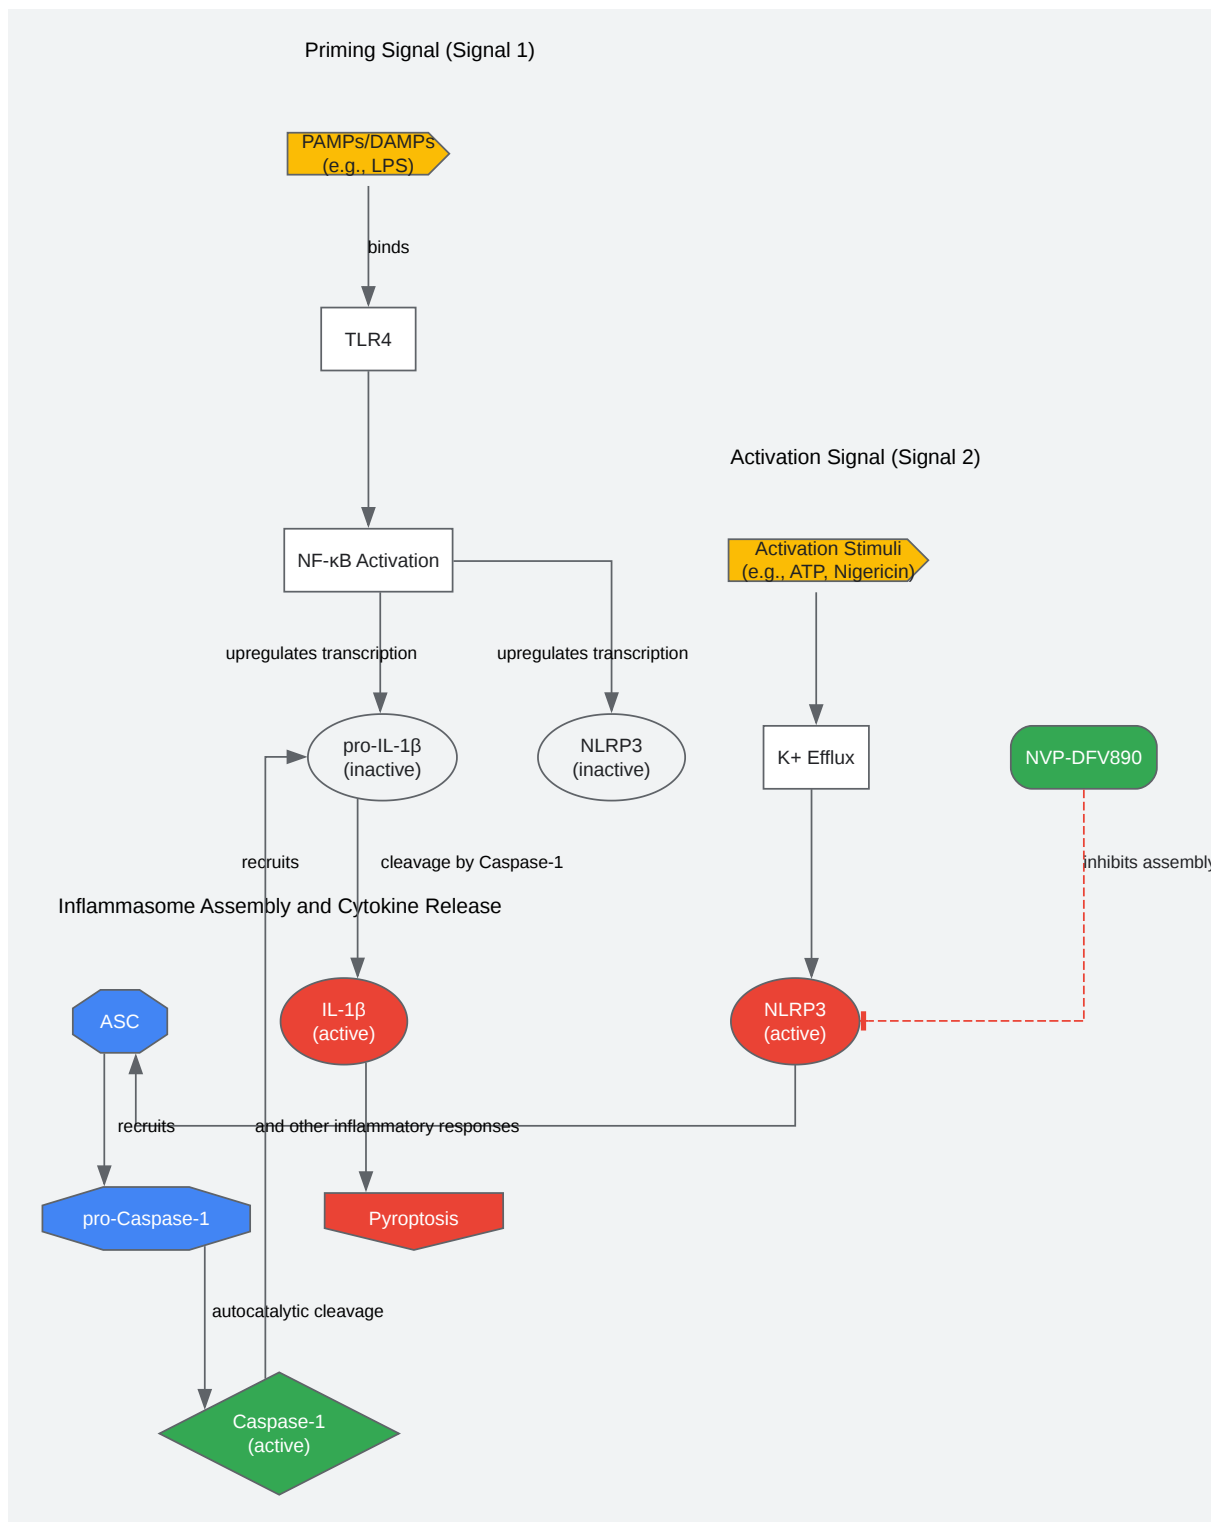 Priming Signal (Signal 1)
PAMPs/DAMPs
(e.g., LPS)
binds
TLR4
Activation Signal (Signal 2)
NF-κB Activation
Activation Stimuli
(e.g., ATP, Nigericin)
upregulates transcription
upregulates transcription
pro-IL-1β
(inactive)
NLRP3
(inactive)
K+ Efflux
NVP-DFV890
recruits
cleavage by Caspase-1
inhibits assembly
Inflammasome Assembly and Cytokine Release
ASC
IL-1β
(active)
NLRP3
(active)
recruits
and other inflammatory responses
pro-Caspase-1
Pyroptosis
autocatalytic cleavage
Caspase-1
(active)